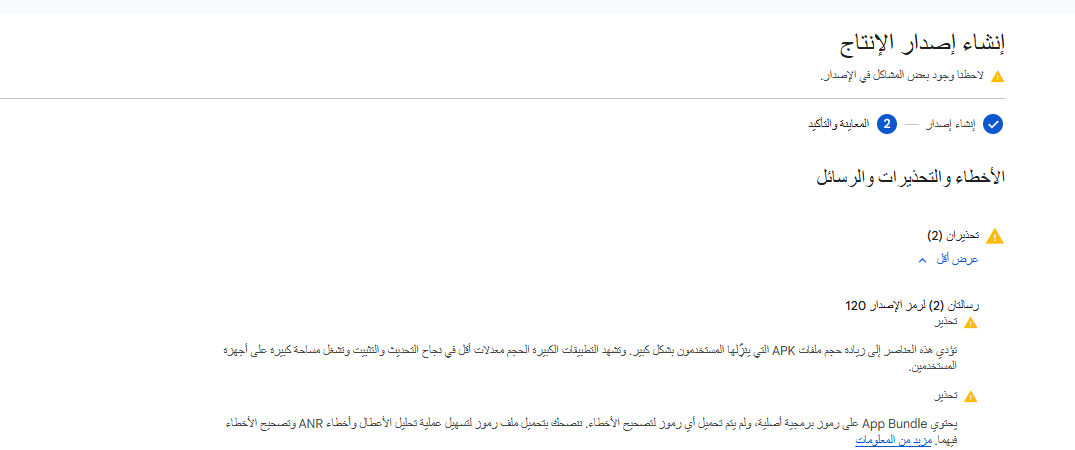 إنشاء إصدار الإنتاج
لاحظنا وجود بعض المشاكل في الإصدار.
إنشاء إصدار
2 المعاينة والتأكيد
الأخطاء والتحذيرات والرسائل
تحذيران (2)
عرض أقل
رسالتان (2) لرمز الإصدار 120
تحذير
تؤدي هذه العناصر إلى زيادة حجم ملفات APK التي ينزّلها المستخدمون بشكل كبير. وتشهد التطبيقات الكبيرة الحجم معدلات أقل في نجاح التحديث والتثبيت وتشغل مساحة كبيرة على أجهزة
المستخدمين.
تحذير
يحتوي App Bundle على رموز برمجية أصلية، ولم يتم تحميل أي رموز لتصحيح الأخطاء. ننصحك بتحميل ملف رموز لتسهيل عملية تحليل الأعطال وأخطاء ANR وتصحيح الأخطاء
فيهما. مزيد من المعلومات